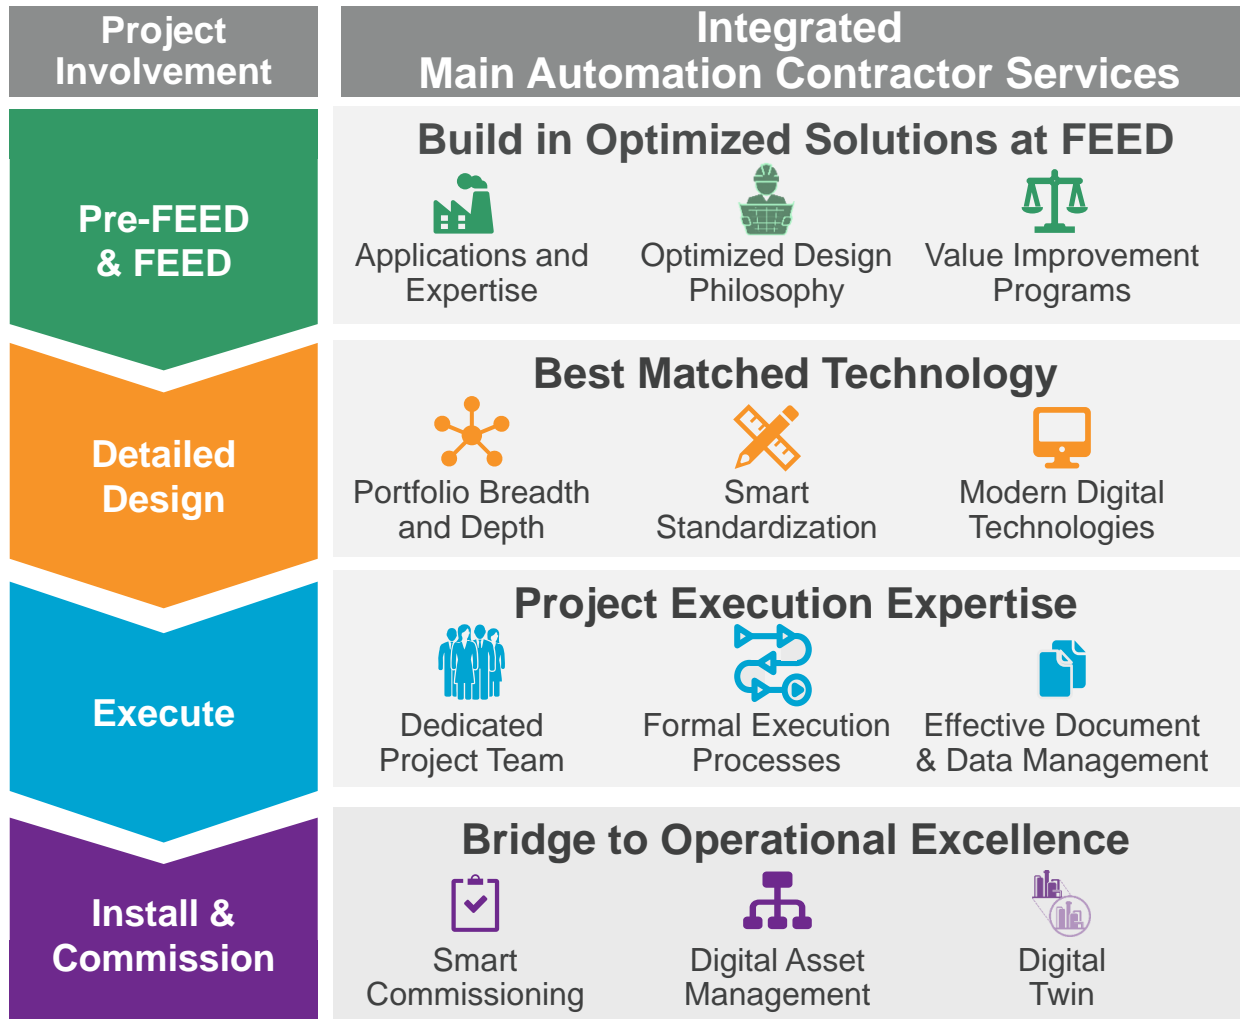 Project
Involvement
Integrated
Main Automation Contractor Services
Pre-FEED
& FEED
Build in Optimized Solutions at FEED
Applications and
Expertise
Optimized Design
Philosophy
Value Improvement
Programs
Detailed
Design
Best Matched Technology
Portfolio Breadth
and Depth
Smart
Standardization
Modern Digital
Technologies
Execute
Project Execution Expertise
Dedicated
Project Team
Formal Execution
Processes
Effective Document
& Data Management
Install &
Commission
Bridge to Operational Excellence
Smart
Commissioning
Digital Asset
Management
Digital
Twin